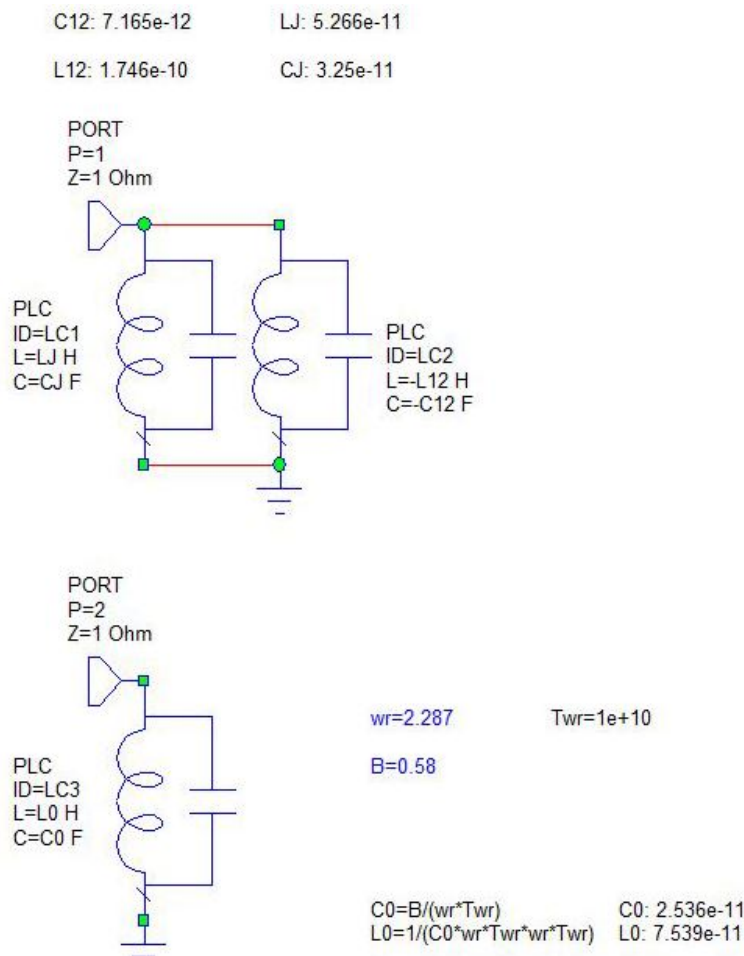 C12: 7.165e-12 LJ: 5.266e-11
L12: 1.746e-10 CJ: 3.25e-11
PORT
P=1
Z=1 Ohm
PLC
ID=LC1
L=LJ H
C=CJ F
PLC
ID=LC2
L=-L12 H
C=-C12 F
PORT
P=2
Z=1 Ohm
wr=2.287 Twr=1e+10
B=0.58
PLC
ID=LC3
L=L0 H
C=C0 F
C0=B/(wr*Twr) C0: 2.536e-11
L0=1/(C0*wr*Twr*wr*Twr) L0: 7.539e-11